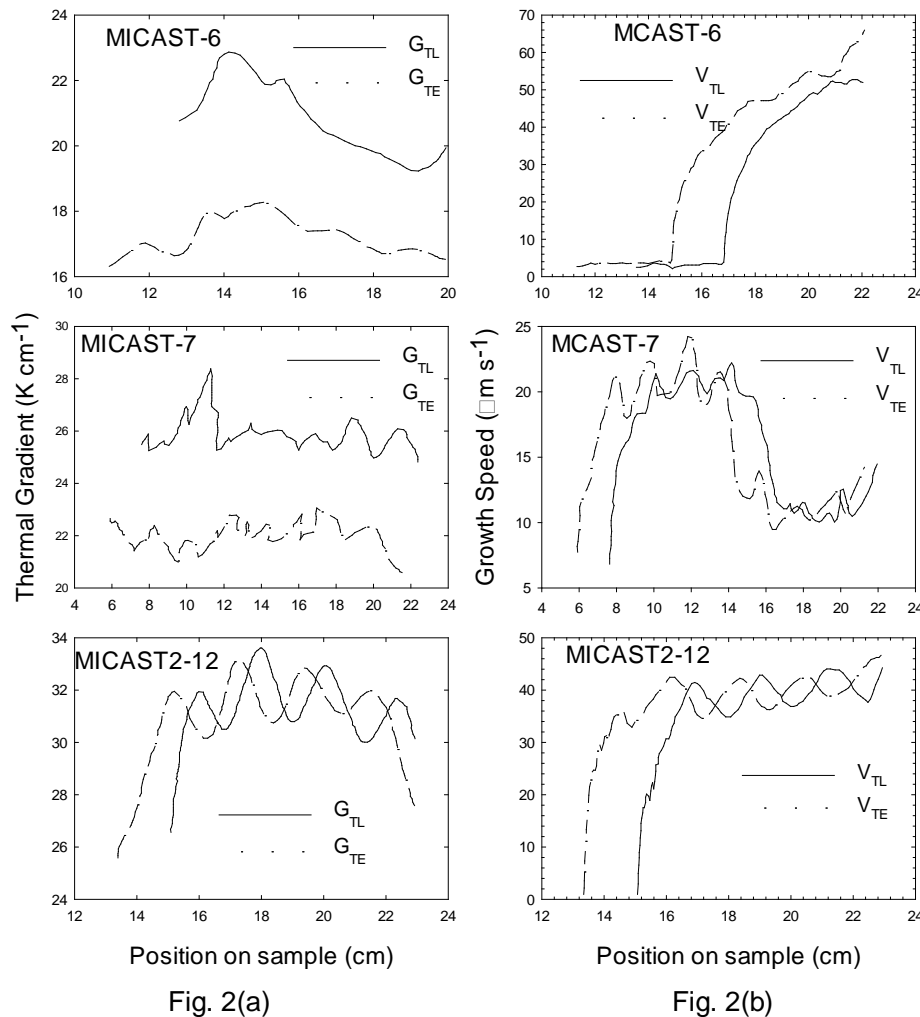 MICAST-6
G_TL
G_TE
24
22
20
18
16
10 12 14 16 18 20
MCAST-6
V_TL
V_TE
70
60
50
40
30
20
10
0
10 12 14 16 18 20 22 24
MICAST-7
G_TL
G_TE
30
28
26
24
22
20
4 6 8 10 12 14 16 18 20 22 24
MCAST-7
V_TL
V_TE
25
20
15
10
5
4 6 8 10 12 14 16 18 20 22 24
MICAST2-12
G_TL
G_TE
34
32
30
28
26
24
12 14 16 18 20 22 24
MICAST2-12
V_TL
V_TE
50
40
30
20
10
0
12 14 16 18 20 22 24
Thermal Gradient (K cm⁻¹)
Growth Speed (□m s⁻¹)
Position on sample (cm)
Position on sample (cm)
Fig. 2(a)
Fig. 2(b)